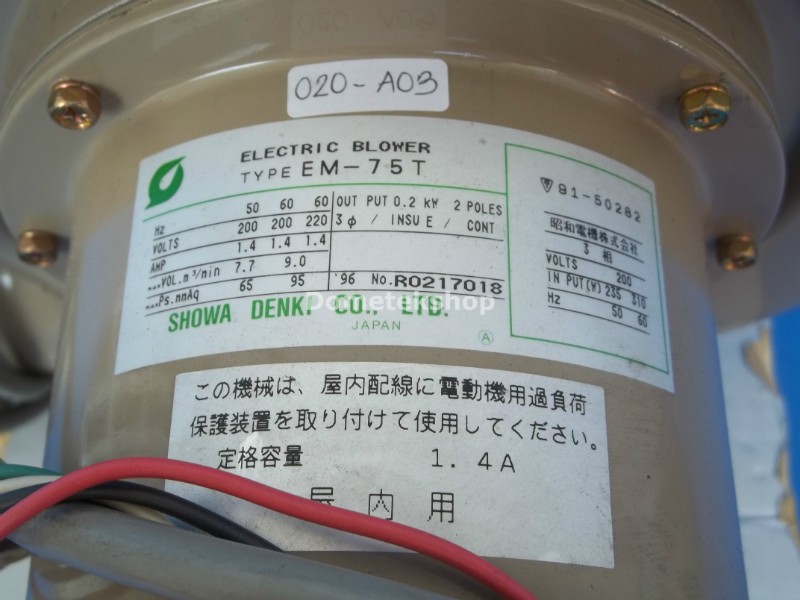 020-A03
ELECTRIC BLOWER
TYPE EM-75T
Hz 50 60 60
VOLTS 200 200 220
AMP 1.4 1.4 1.4
VOL.m³/min 7.7 9.0
Ps.mmAq 65 95
OUT PUT 0.2 kW 2 POLES
3φ / INSU E / CONT
'96 No.R0217018
SHOWA DENKI CO., LTD.
JAPAN
A
▽ 91-50282
昭和電機株式会社
3 相
VOLTS 200
IN PUT(W) 235 310
Hz 50 60
Dometekshop
この機械は、屋内配線に電動機用過負荷
保護装置を取り付けて使用してください。
定格容量 1.4A
屋内用